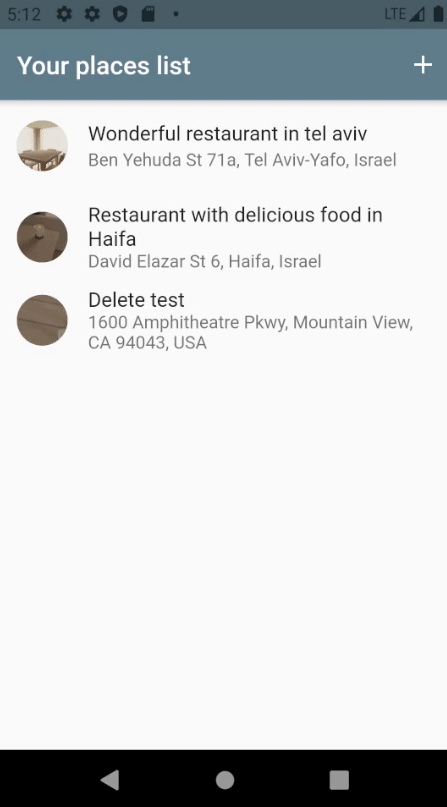 5:12
LTE
Your places list
Wonderful restaurant in tel aviv
Ben Yehuda St 71a, Tel Aviv-Yafo, Israel
Restaurant with delicious food in
Haifa
David Elazar St 6, Haifa, Israel
Delete test
1600 Amphitheatre Pkwy, Mountain View,
CA 94043, USA